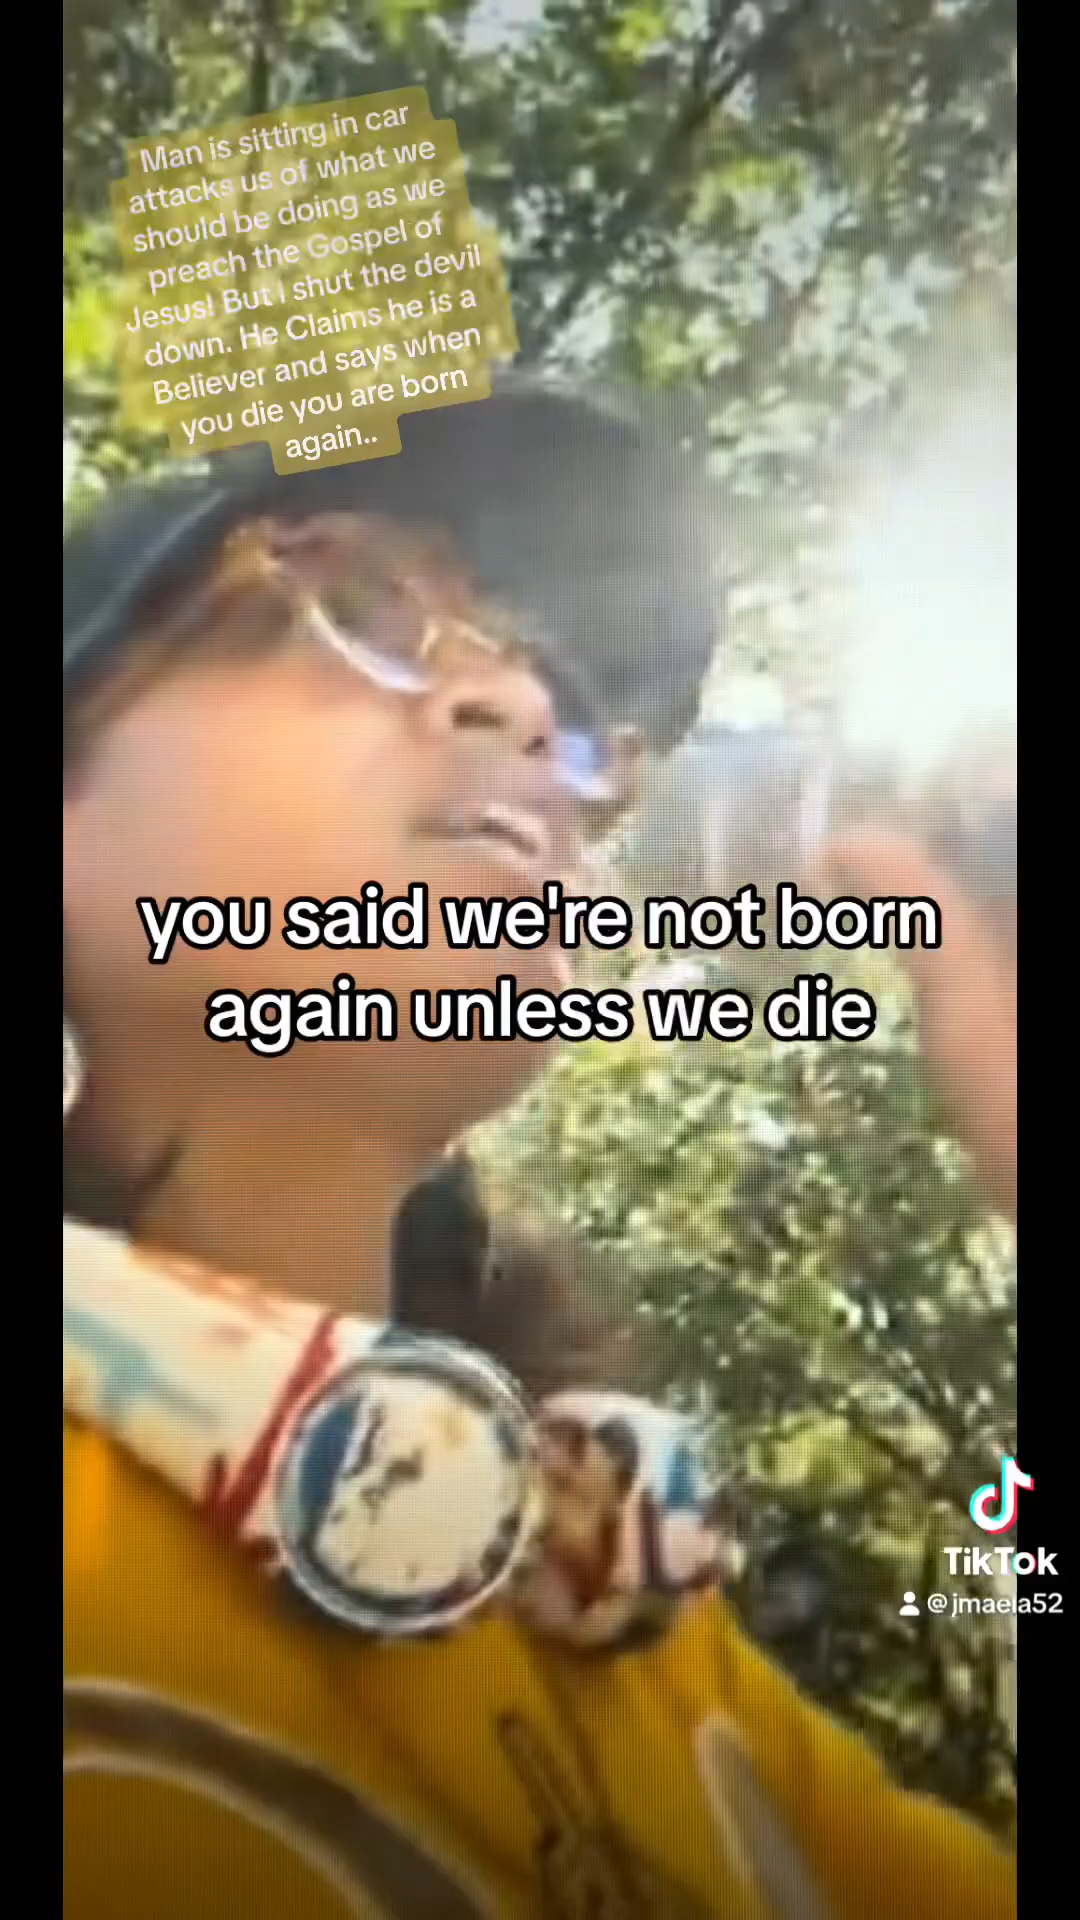 Man is sitting in car
attacks us of what we
should be doing as we
preach the Gospel of
Jesus! But I shut the devil
down. He Claims he is a
Believer and says when
you die you are born
again..
you said we're not born
again unless we die
TikTok
@jmaela52